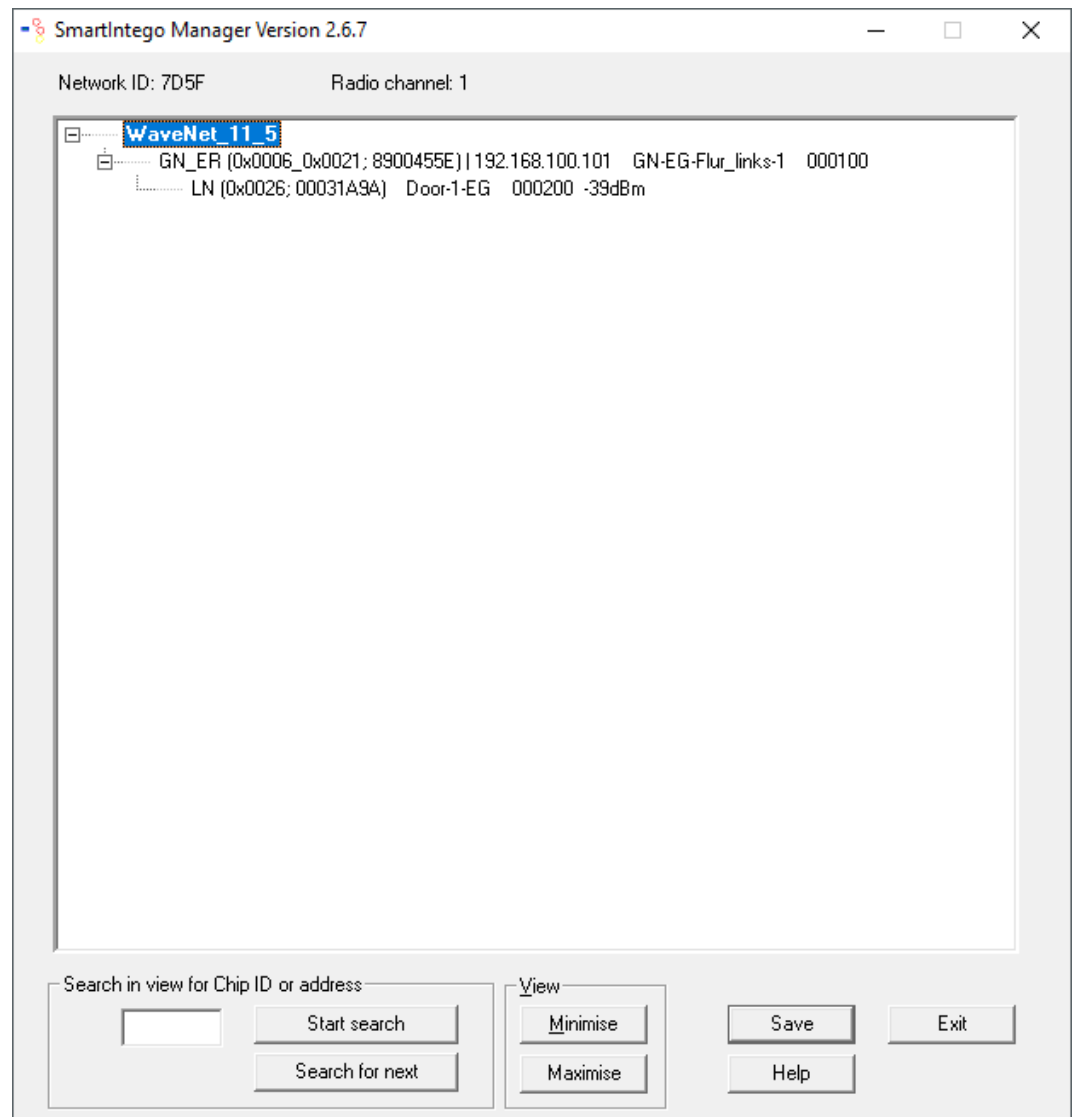 SmartIntego Manager Version 2.6.7
Network ID: 7D5F Radio channel: 1
WaveNet_11_5
GN_ER (0x0006_0x0021; 8900455E) | 192.168.100.101 GN-EG-Flur_links-1 000100
LN (0x0026; 00031A9A) Door-1-EG 000200 -39dBm
Search in view for Chip ID or address
Start search
Search for next
View
Minimise
Maximise
Save
Exit
Help